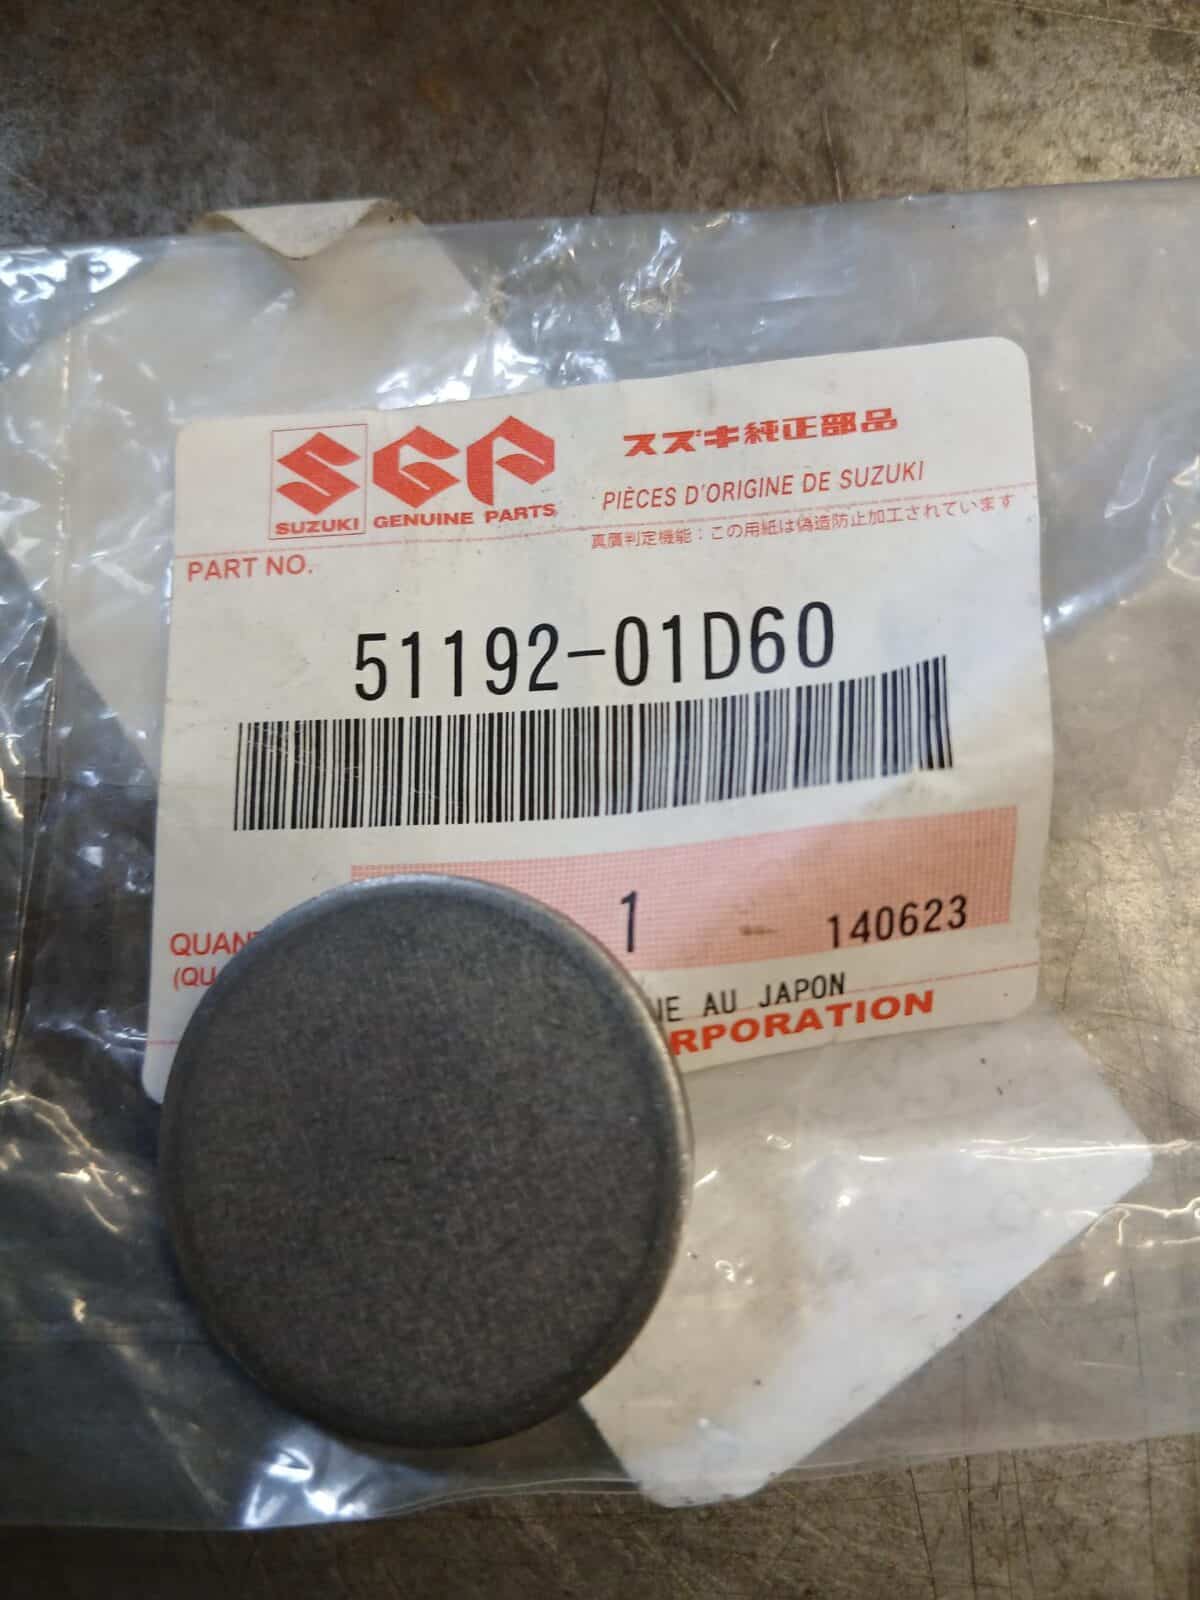 SGP
SUZUKI GENUINE PARTS
スズキ純正部品
PIÈCES D'ORIGINE DE SUZUKI
真贋判定機能：この用紙は偽造防止加工されています
PART NO.
51192-01D60
1
140623
AU JAPON